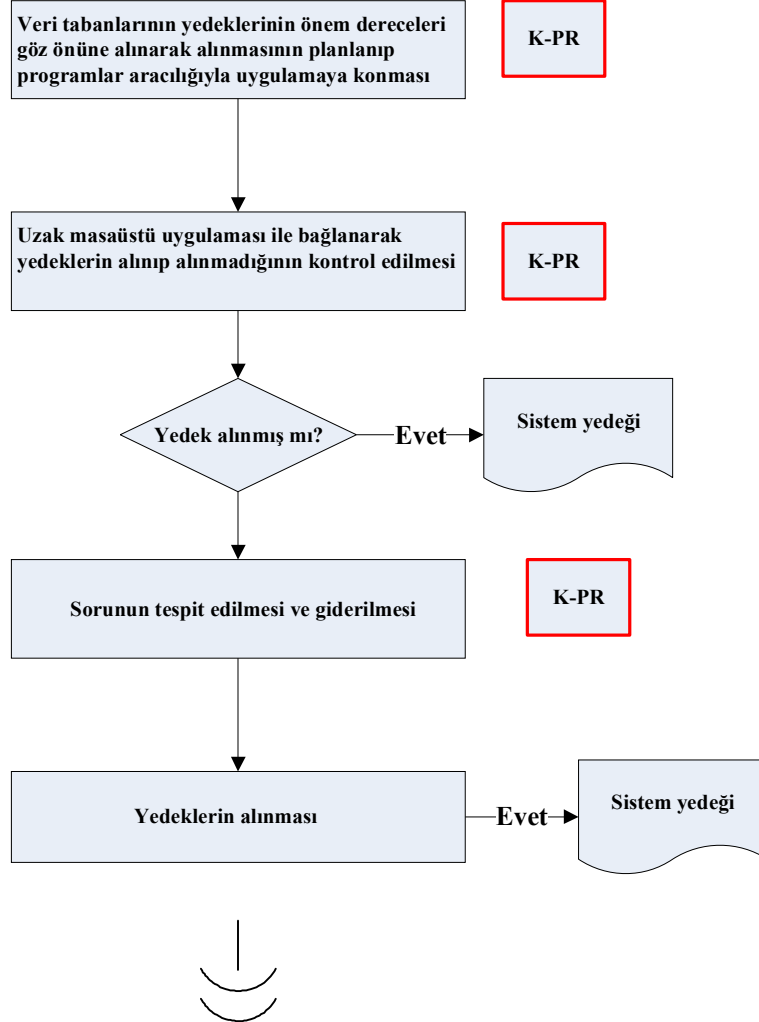 Veri tabanlarının yedeklerinin önem dereceleri
göz önüne alınarak alınmasının planlanıp
programlar aracılığıyla uygulamaya konması
K-PR
Uzak masaüstü uygulaması ile bağlanarak
yedeklerin alınıp alınmadığının kontrol edilmesi
K-PR
Yedek alınmış mı?
Evet
Sistem yedeği
Sorunun tespit edilmesi ve giderilmesi
K-PR
Yedeklerin alınması
Evet
Sistem yedeği